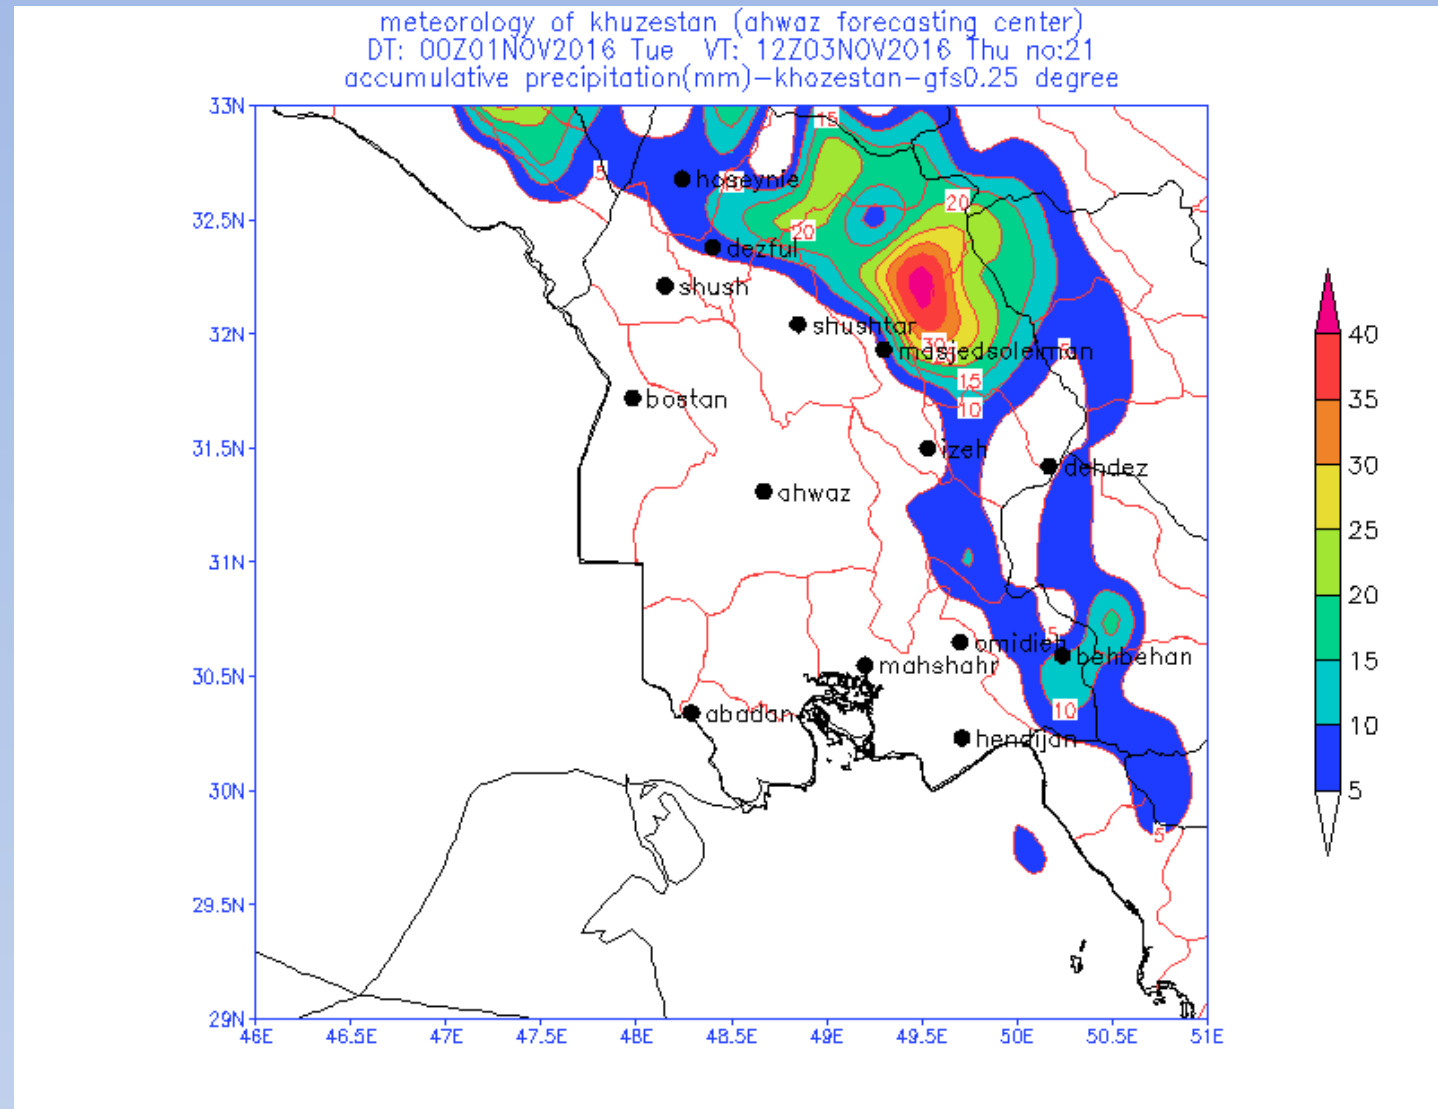 meteorology of khuzestan (ahwaz forecasting center)
DT: 00Z01NOV2016 Tue VT: 12Z03NOV2016 Thu no:21
accumulative precipitation(mm)-khozestan-gfs0.25 degree
33N
15
5
hoseynie
32.5N
20
20
dezful
shush
40
32N
shushtar
30
masjedsoleiman
5
15
35
bostan
10
31.5N
izeh
dehdez
30
ahwaz
25
31N
20
5
omidieh
behbehan
mahshahr
30.5N
15
abadan
10
hendijan
10
30N
5
5
29.5N
29N
46E 46.5E 47E 47.5E 48E 48.5E 49E 49.5E 50E 50.5E 51E